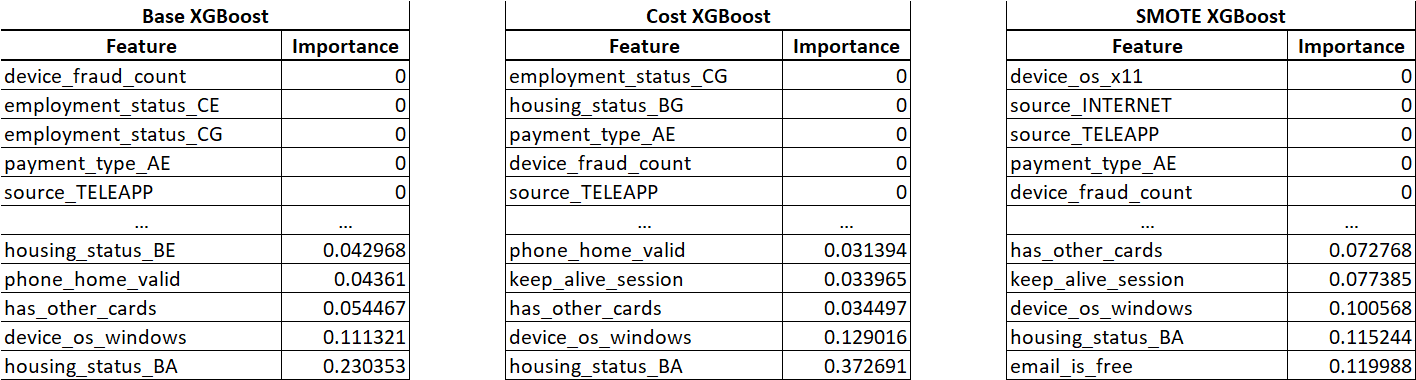 Base XGBoost Cost XGBoost SMOTE XGBoost
Feature Importance Feature Importance Feature Importance
device_fraud_count 0 employment_status_CG 0 device_os_x11 0
employment_status_CE 0 housing_status_BG 0 source_INTERNET 0
employment_status_CG 0 payment_type_AE 0 source_TELEAPP 0
payment_type_AE 0 device_fraud_count 0 payment_type_AE 0
source_TELEAPP 0 source_TELEAPP 0 device_fraud_count 0
... ... ... ... ... ...
housing_status_BE 0.042968 phone_home_valid 0.031394 has_other_cards 0.072768
phone_home_valid 0.04361 keep_alive_session 0.033965 keep_alive_session 0.077385
has_other_cards 0.054467 has_other_cards 0.034497 device_os_windows 0.100568
device_os_windows 0.111321 device_os_windows 0.129016 housing_status_BA 0.115244
housing_status_BA 0.230353 housing_status_BA 0.372691 email_is_free 0.119988